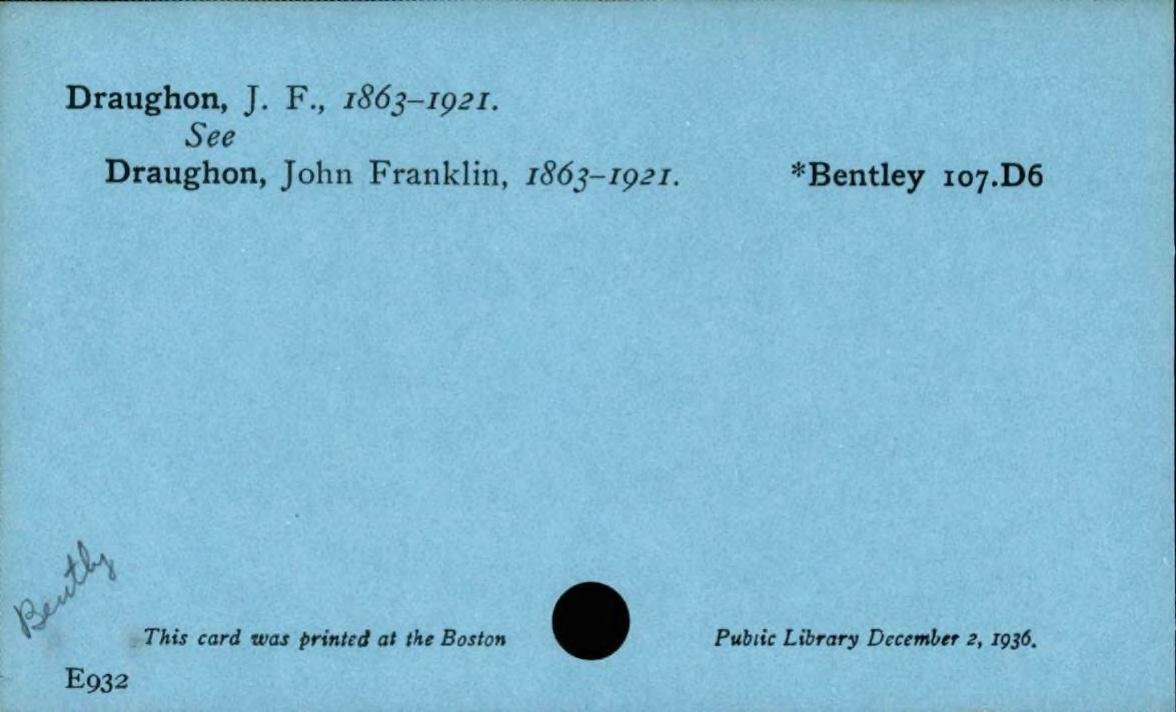 Draughon, J. F., 1863-1921.
See
Draughon, John Franklin, 1863-1921. *Bentley 107.D6
Bently
This card was printed at the Boston Public Library December 2, 1936.
E932